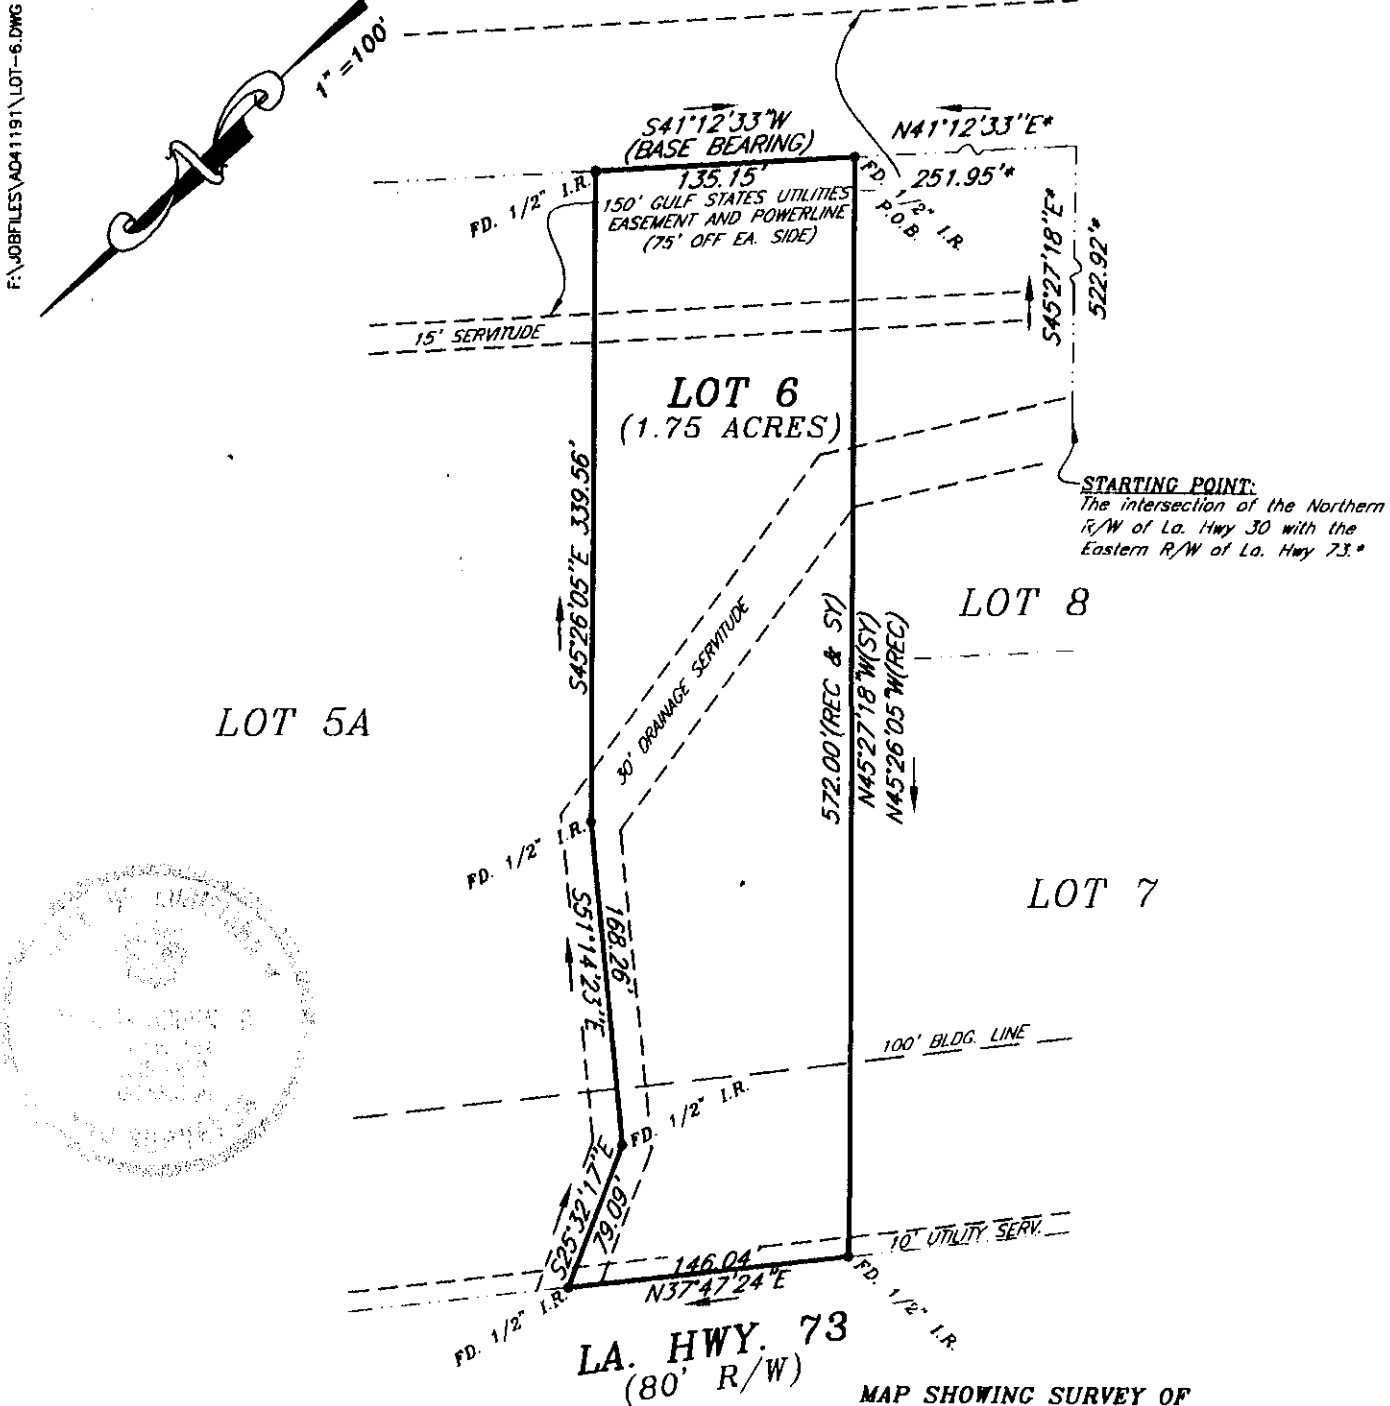 F:\JOBFILES\AD41191\LOT-6.DWG
1"=100'
S41°12'33"W
(BASE BEARING)
135.15'
N41°12'33"E*
251.95'*
FD. 1/2" I.R.
150' GULF STATES UTILITIES
EASEMENT AND POWERLINE
(75' OFF EA. SIDE)
FD. 1/2" I.R.
P.O.B.
S45°27'18"E*
522.92'*
15' SERVITUDE
LOT 6
(1.75 ACRES)
S45°26'05"E 339.56'
STARTING POINT:
The intersection of the Northern
R/W of La. Hwy 30 with the
Eastern R/W of La. Hwy 73.*
LOT 8
572.00'(REC & SY)
N45°27'18"W(SY)
N45°26'05"W(REC)
30' DRAINAGE SERVITUDE
LOT 5A
FD. 1/2" I.R.
LOT 7
S51°14'23"E
168.26'
100' BLDG. LINE
FD. 1/2" I.R.
S25°32'17"E
79.09'
10' UTILITY SERV.
146.04'
N37°47'24"E
FD. 1/2" I.R.
FD. 1/2" I.R.
LA. HWY. 73
(80' R/W)
MAP SHOWING SURVEY OF